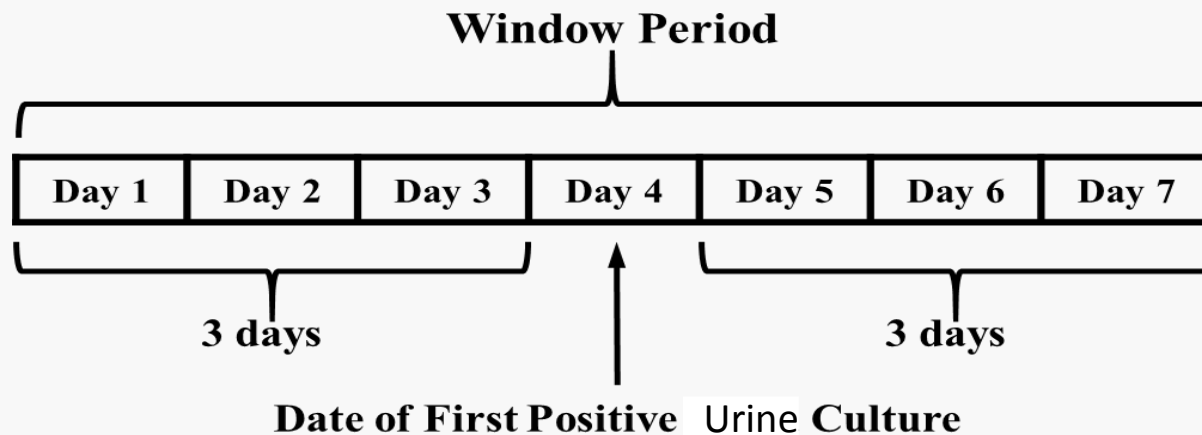 Window Period
Day 1 Day 2 Day 3 Day 4 Day 5 Day 6 Day 7
3 days 3 days
Date of First Positive Urine Culture